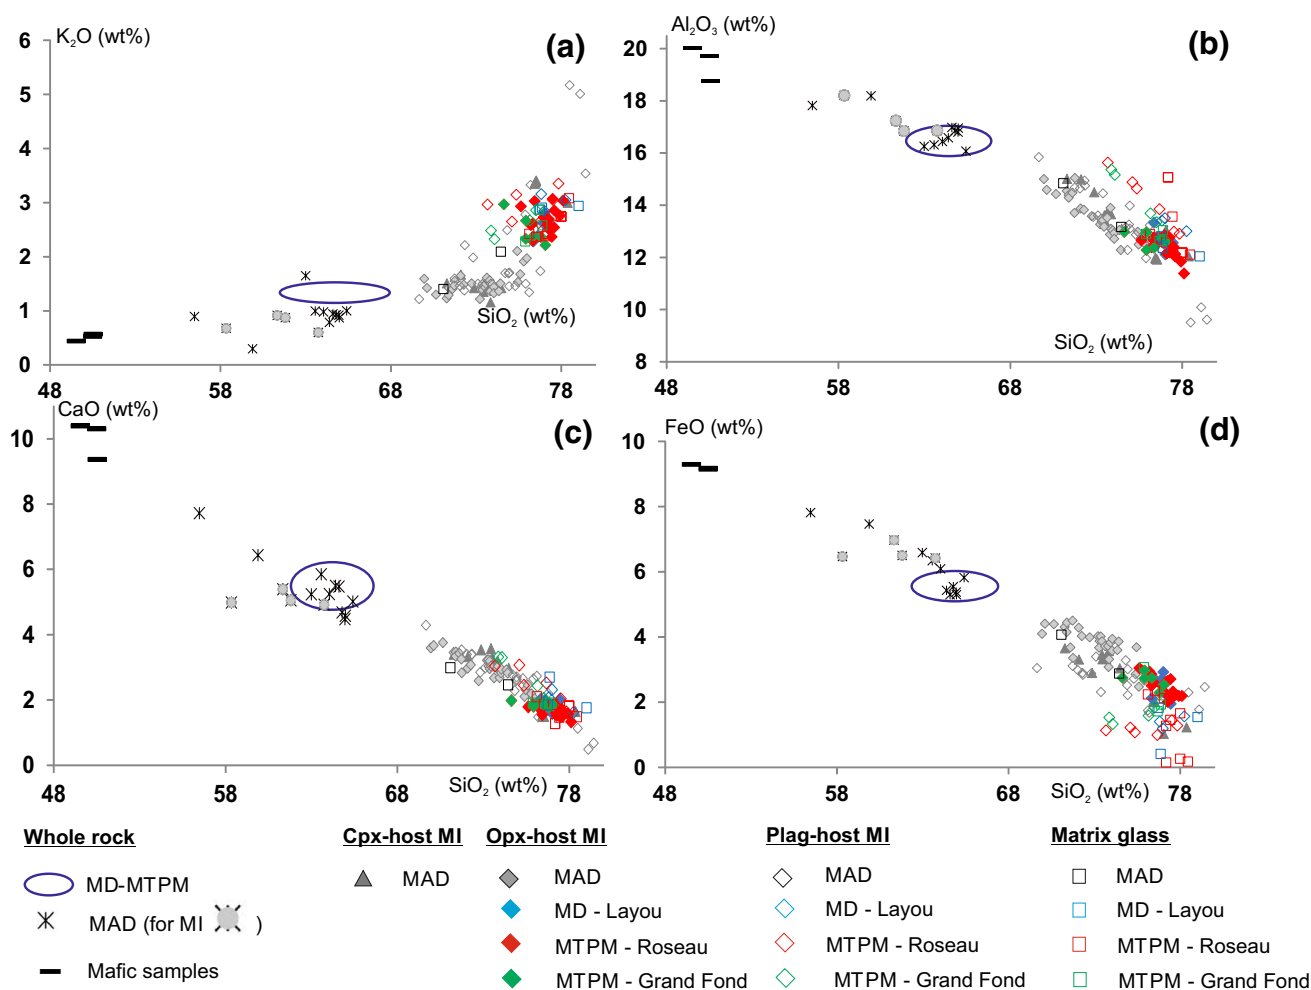 K₂O (wt%)
(a)
6
5
4
3
2
1
0
48
58
68
78
SiO₂ (wt%)
Al₂O₃ (wt%)
(b)
20
18
16
14
12
10
8
48
58
68
78
SiO₂ (wt%)
CaO (wt%)
(c)
10
8
6
4
2
0
48
58
68
78
SiO₂ (wt%)
FeO (wt%)
(d)
10
8
6
4
2
0
48
58
68
78
SiO₂ (wt%)
Whole rock
MD-MTPM
MAD (for MI )
Mafic samples
Cpx-host MI
MAD
Opx-host MI
MAD
MD - Layou
MTPM - Roseau
MTPM - Grand Fond
Plag-host MI
MAD
MD - Layou
MTPM - Roseau
MTPM - Grand Fond
Matrix glass
MAD
MD - Layou
MTPM - Roseau
MTPM - Grand Fond